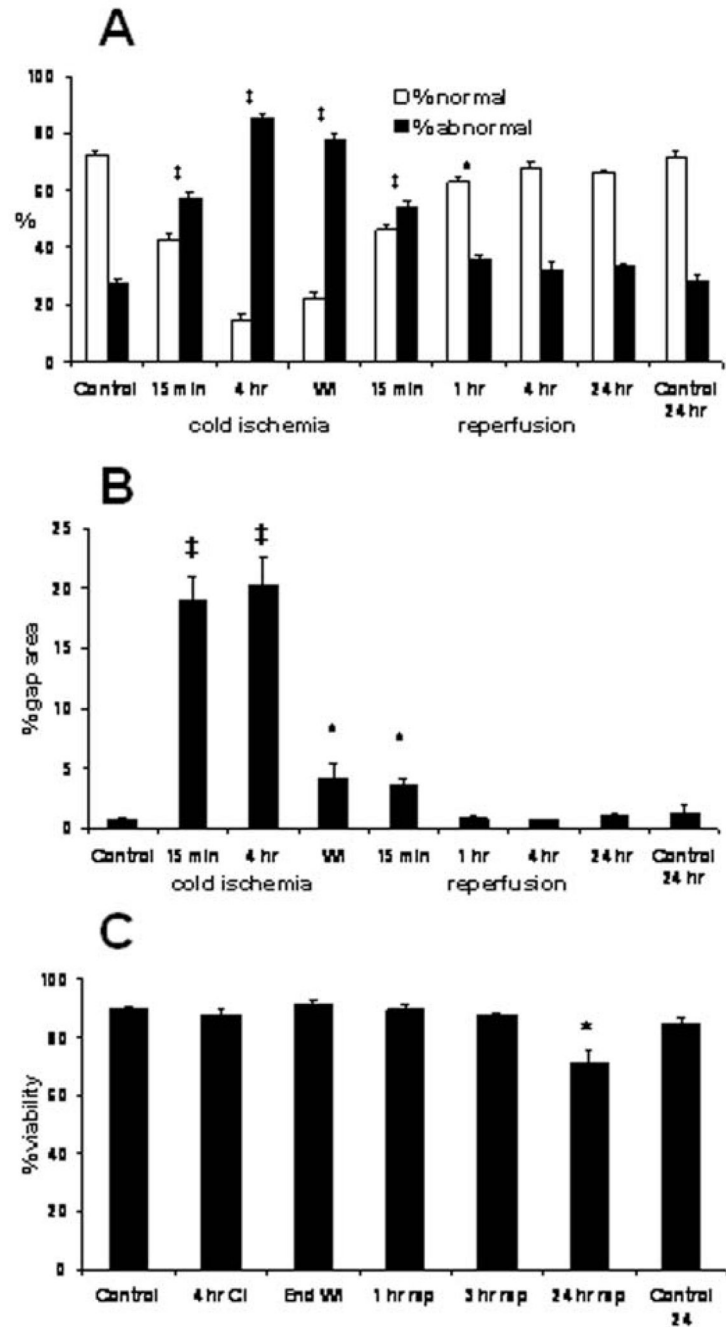 A
100
80
60
40
20
0
%
%normal
%abnormal
‡
‡
‡
‡
*
Control 15 min 4 hr WI 15 min 1 hr 4 hr 24 hr Control
24 hr
cold ischemia reperfusion
B
25
20
15
10
5
0
%gap area
‡
‡
*
*
Control 15 min 4 hr WI 15 min 1 hr 4 hr 24 hr Control
24 hr
cold ischemia reperfusion
C
100
80
60
40
20
0
%viability
*
Control 4 hr CI End WI 1 hr rep 3 hr rep 24 hr rep Control
24